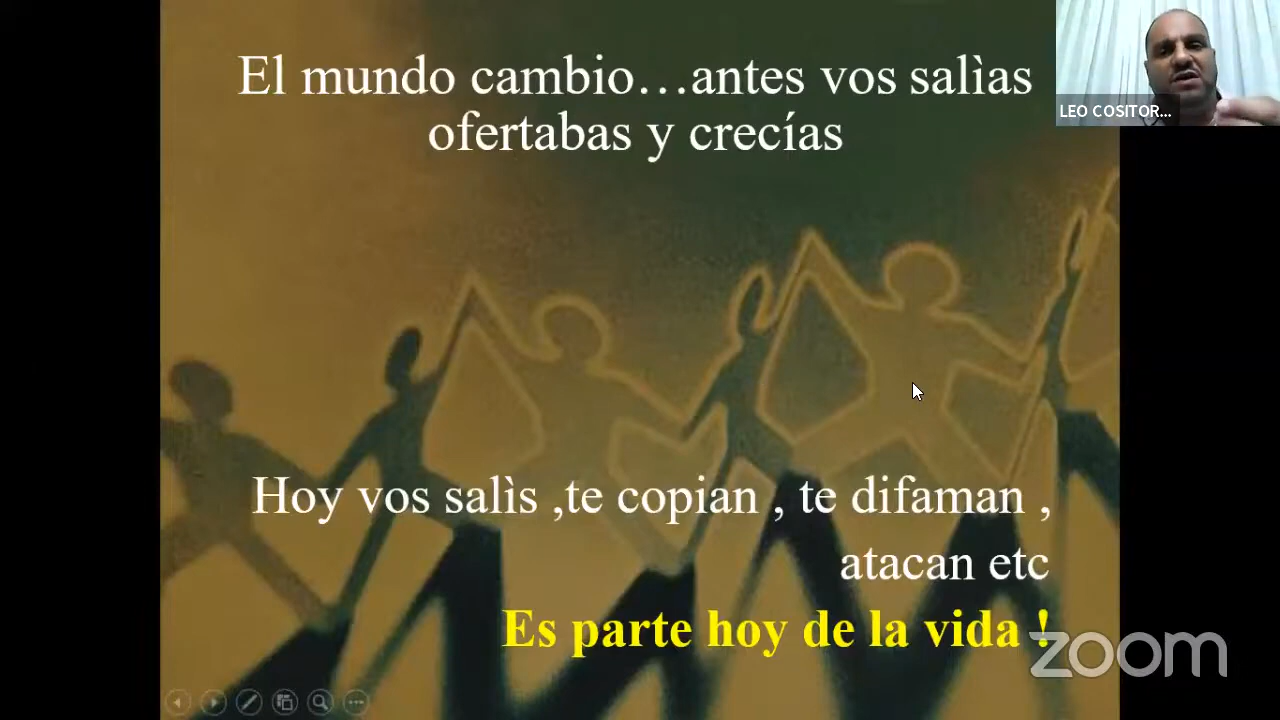 El mundo cambio…antes vos salìas
ofertabas y crecías
LEO COSITOR...
Hoy vos salìs ,te copian , te difaman ,
atacan etc
Es parte hoy de la vida !
zoom